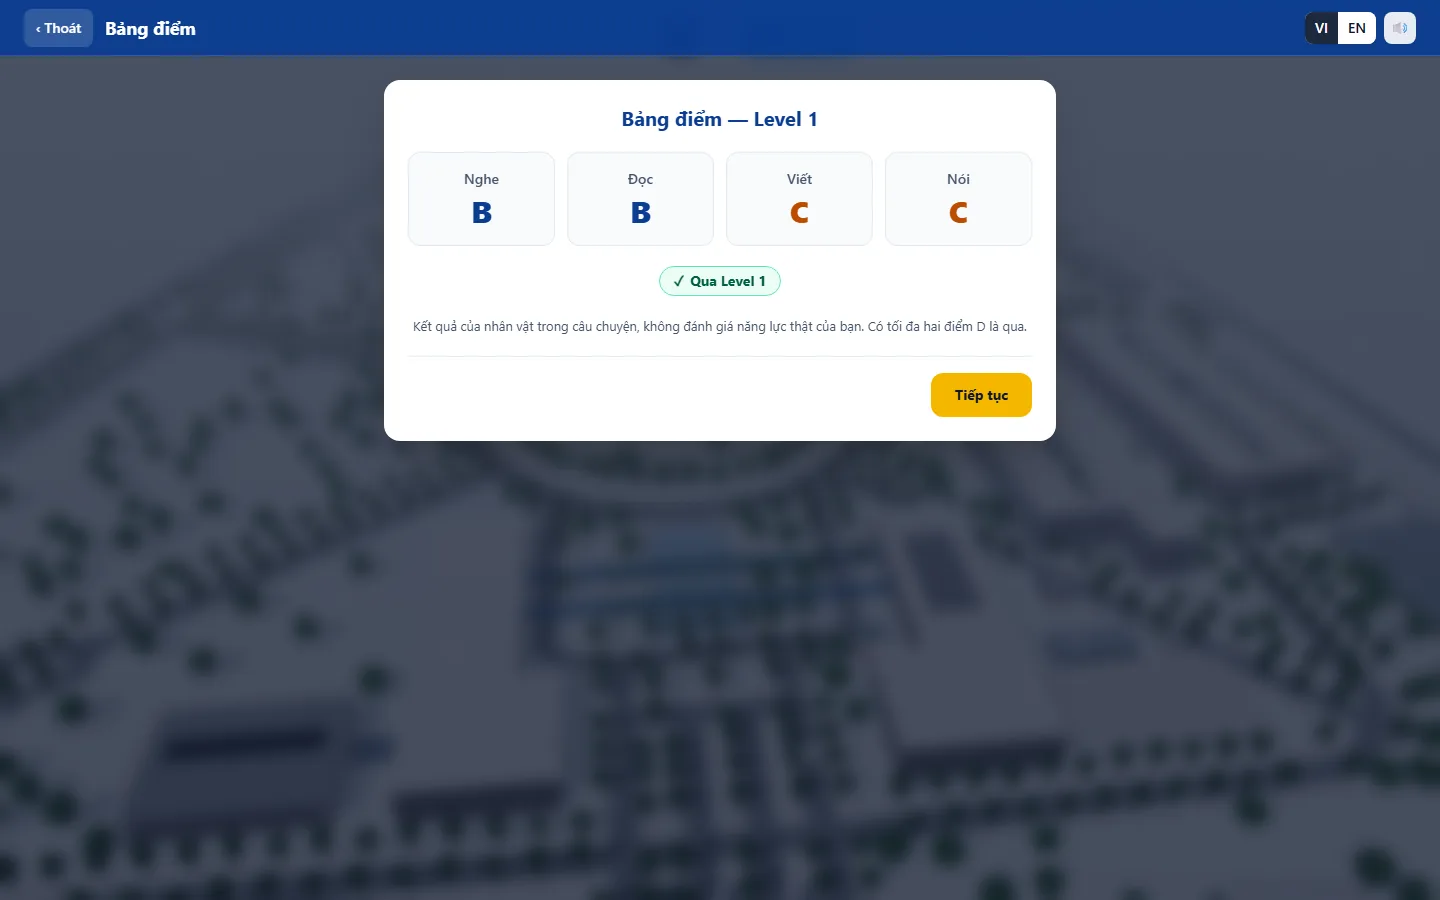 ‹ Thoát
Bảng điểm
VI
EN
Bảng điểm — Level 1
Nghe
B
Đọc
B
Viết
C
Nói
C
✓ Qua Level 1
Kết quả của nhân vật trong câu chuyện, không đánh giá năng lực thật của bạn. Có tối đa hai điểm D là qua.
Tiếp tục